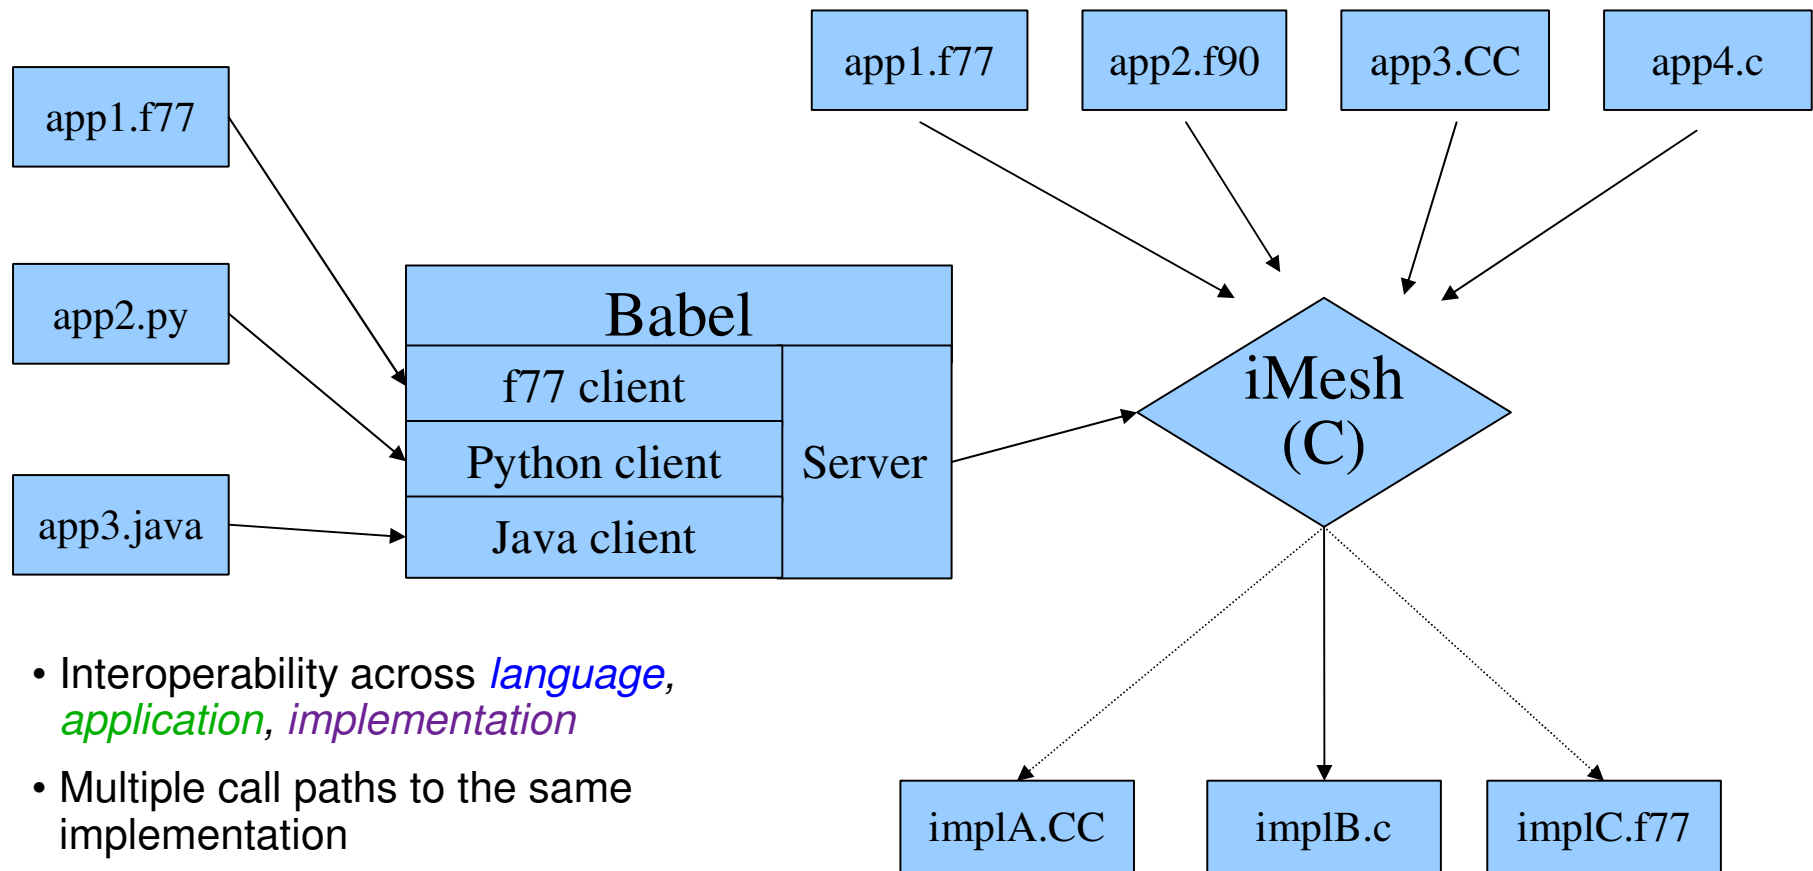 app1.f77
app2.f90
app3.CC
app4.c
app1.f77
app2.py
app3.java
Babel
f77 client
Python client
Java client
Server
iMesh
(C)
• Interoperability across language,
application, implementation
• Multiple call paths to the same
implementation
implA.CC
implB.c
implC.f77